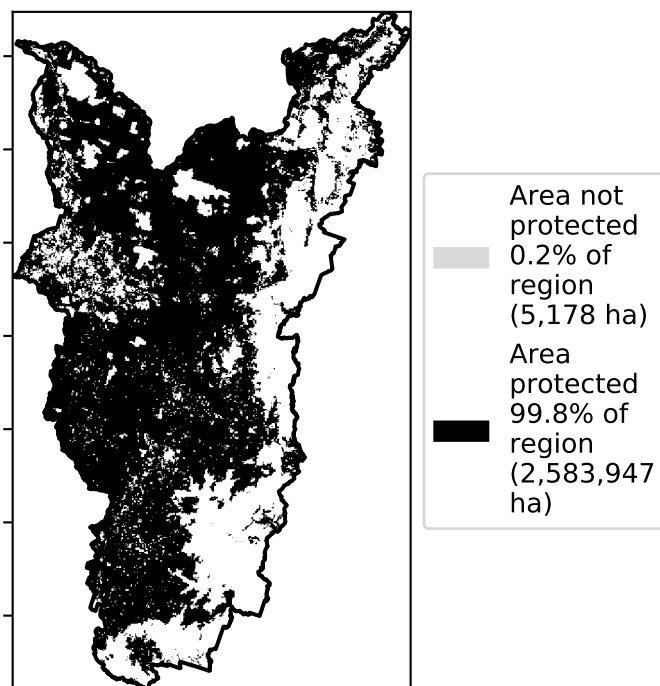 Area not
protected
0.2% of
region
(5,178 ha)
Area
protected
99.8% of
region
(2,583,947
ha)